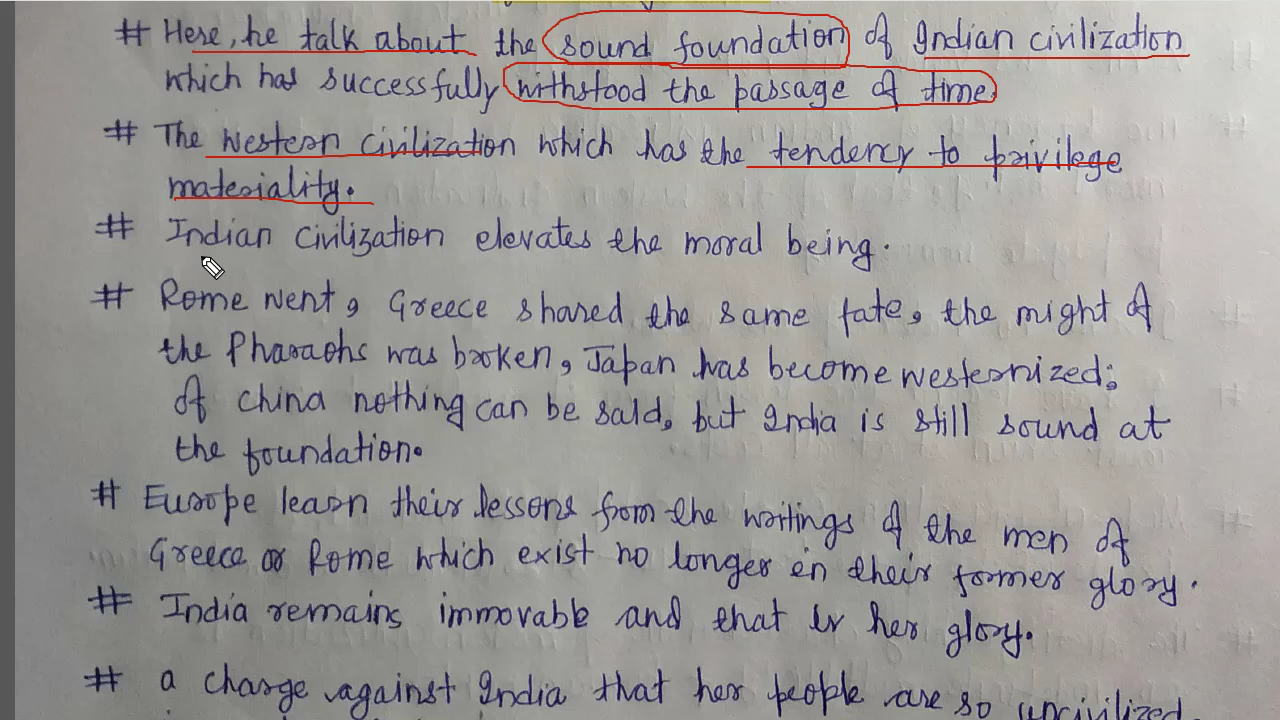 # Here, he talk about the sound foundation of Indian civilization
which has successfully withstood the passage of time.
# The western civilization which has the tendency to privilege
materiality.
# Indian civilization elevates the moral being.
# Rome went, Greece shared the same fate, the might of
the Pharaohs was broken, Japan has become westernized;
of china nothing can be said, but India is still sound at
the foundation.
# Europe learn their lessons from the writings of the men of
Greece or Rome which exist no longer in their former glory.
# India remains immovable and that is her glory.
# a charge against India that her people are so uncivilized,